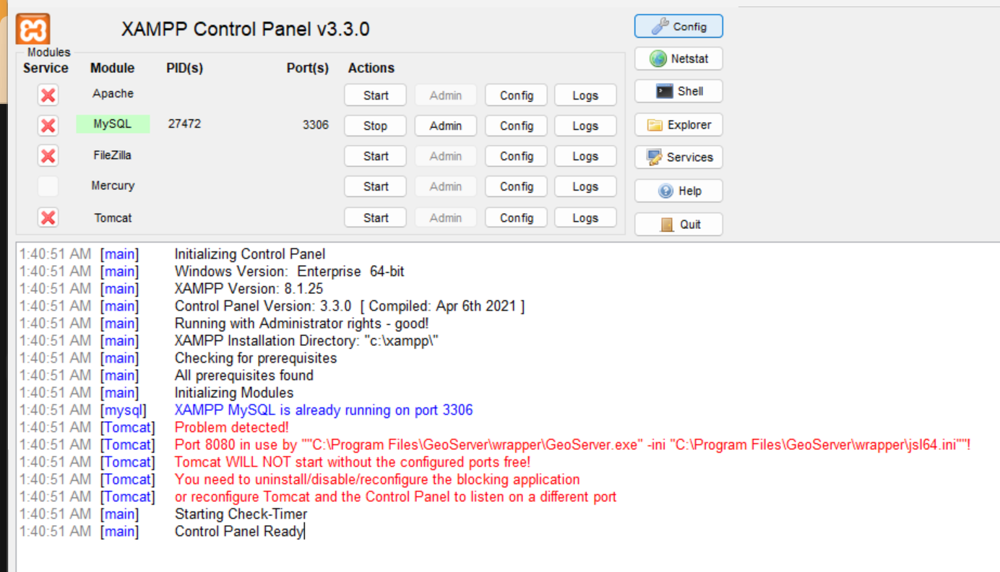 XAMPP Control Panel v3.3.0
Config
Modules
Netstat
Service Module PID(s) Port(s) Actions
Apache Start Admin Config Logs
Shell
MySQL 27472 3306 Stop Admin Config Logs
Explorer
FileZilla Start Admin Config Logs
Services
Mercury Start Admin Config Logs
Help
Tomcat Start Admin Config Logs
Quit
1:40:51 AM [main] Initializing Control Panel
1:40:51 AM [main] Windows Version: Enterprise 64-bit
1:40:51 AM [main] XAMPP Version: 8.1.25
1:40:51 AM [main] Control Panel Version: 3.3.0 [ Compiled: Apr 6th 2021 ]
1:40:51 AM [main] Running with Administrator rights - good!
1:40:51 AM [main] XAMPP Installation Directory: "c:\xampp\"
1:40:51 AM [main] Checking for prerequisites
1:40:51 AM [main] All prerequisites found
1:40:51 AM [main] Initializing Modules
1:40:51 AM [mysql] XAMPP MySQL is already running on port 3306
1:40:51 AM [Tomcat] Problem detected!
1:40:51 AM [Tomcat] Port 8080 in use by ""C:\Program Files\GeoServer\wrapper\GeoServer.exe" -ini "C:\Program Files\GeoServer\wrapper\jsl64.ini""!
1:40:51 AM [Tomcat] Tomcat WILL NOT start without the configured ports free!
1:40:51 AM [Tomcat] You need to uninstall/disable/reconfigure the blocking application
1:40:51 AM [Tomcat] or reconfigure Tomcat and the Control Panel to listen on a different port
1:40:51 AM [main] Starting Check-Timer
1:40:51 AM [main] Control Panel Ready